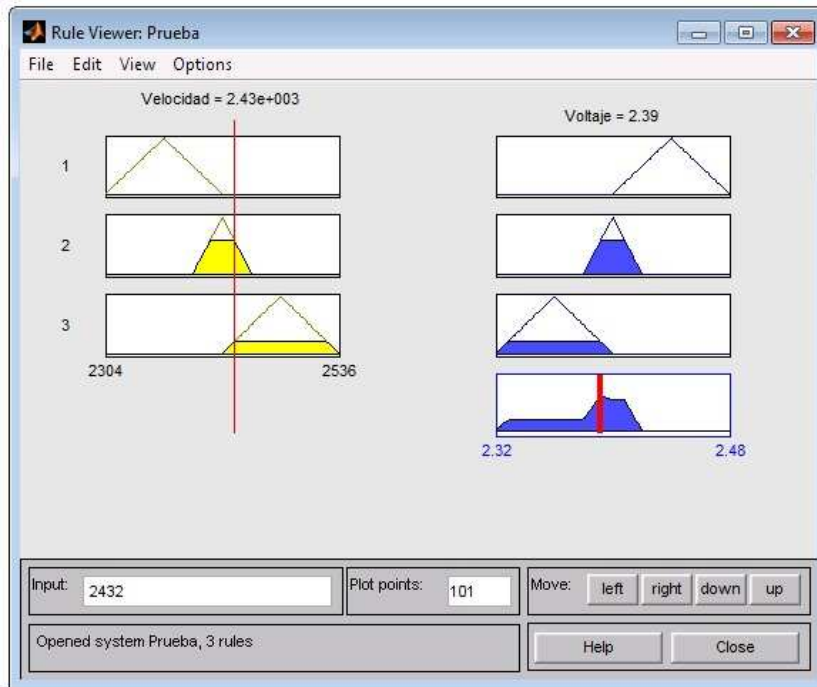 Rule Viewer: Prueba
File Edit View Options
Velocidad = 2.43e+003
Voltaje = 2.39
1
2
3
2304 2536
2.32 2.48
Input: 2432
Plot points: 101
Move: left right down up
Opened system Prueba, 3 rules
Help Close